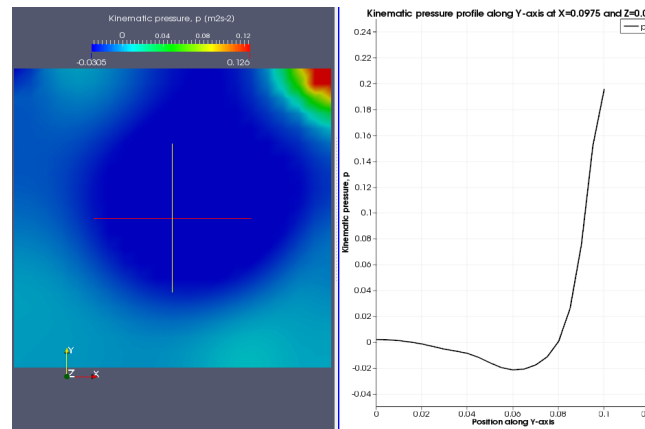 Kinematic pressure, p (m2s-2)
0 0.04 0.08 0.12
-0.0305 0.126
Y
Z X
Kinematic pressure profile along Y-axis at X=0.0975 and Z=0.0
p
0.24
0.22
0.2
0.18
0.16
0.14
0.12
0.1
0.08
0.06
0.04
0.02
0
-0.02
-0.04
Kinematic pressure, p
0 0.02 0.04 0.06 0.08 0.1 0.
Position along Y-axis